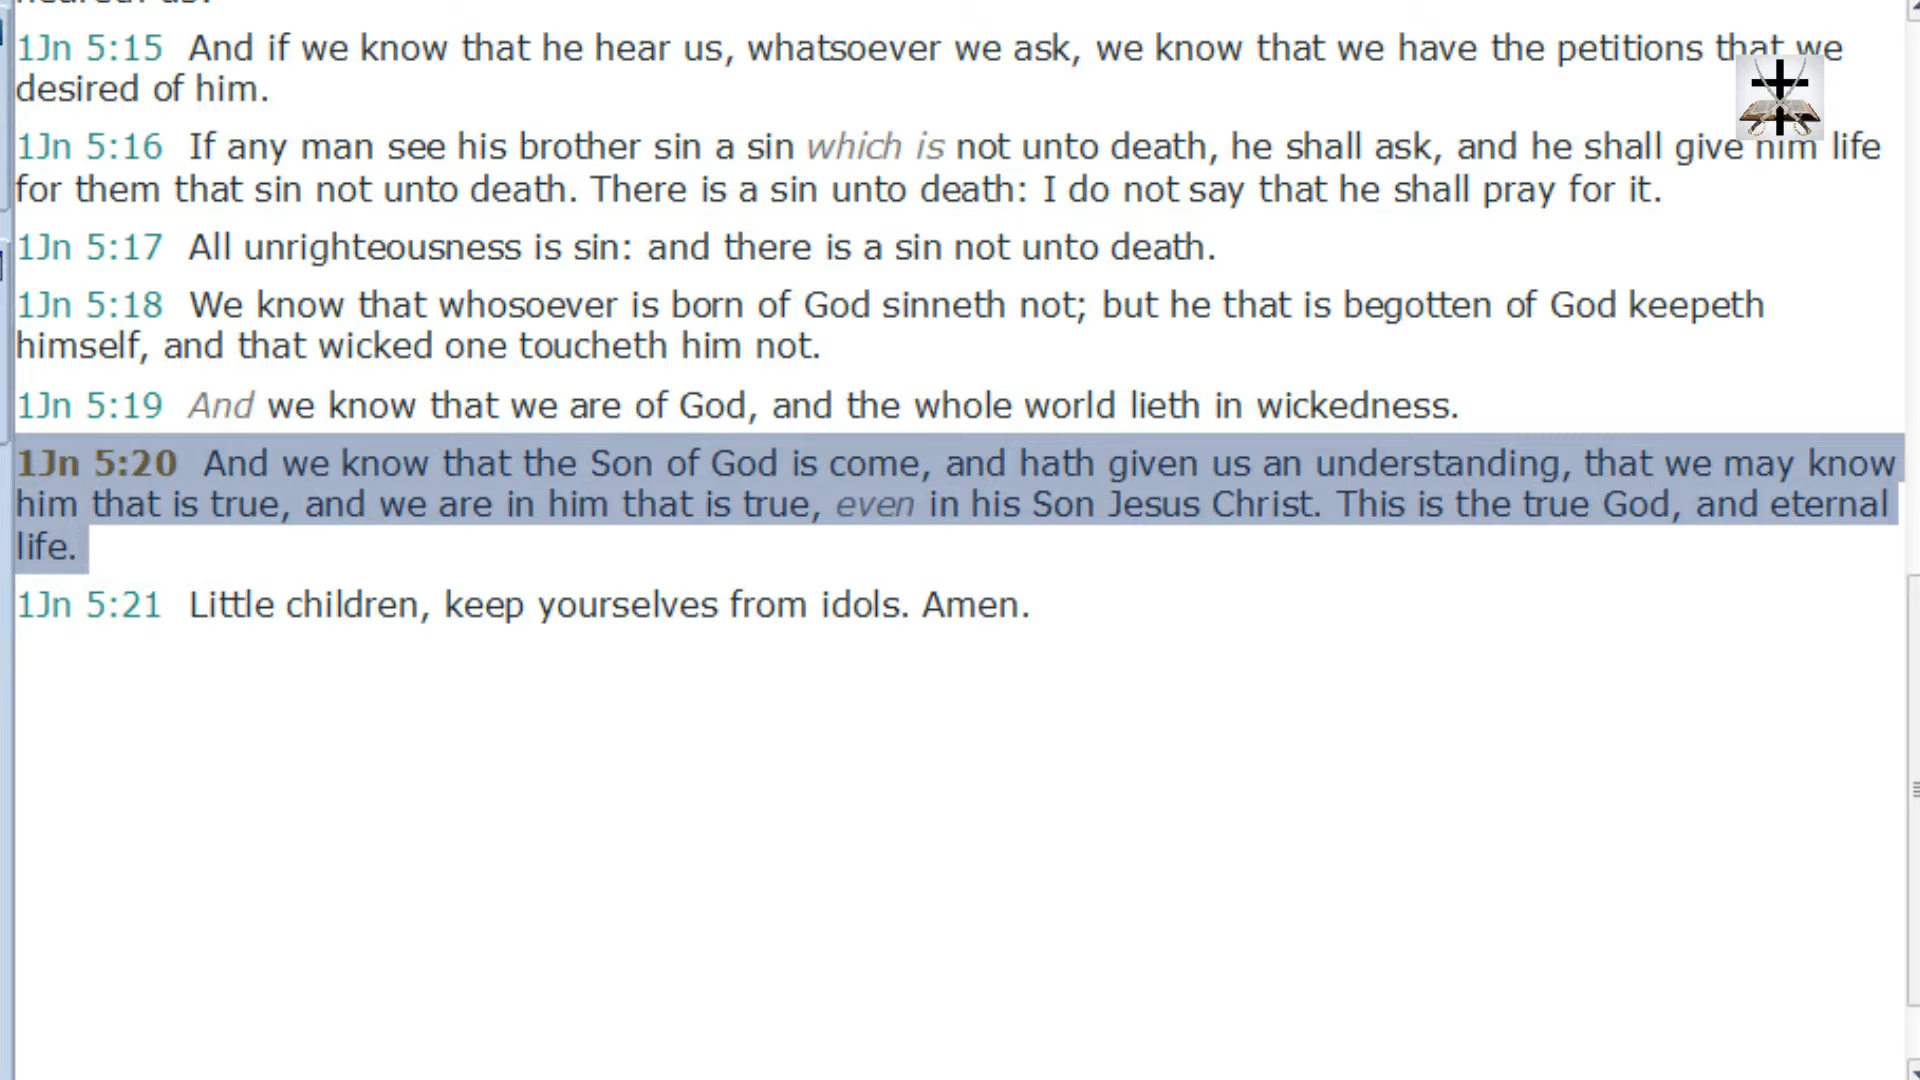 1Jn 5:15 And if we know that he hear us, whatsoever we ask, we know that we have the petitions that we
desired of him.
1Jn 5:16 If any man see his brother sin a sin which is not unto death, he shall ask, and he shall give him life
for them that sin not unto death. There is a sin unto death: I do not say that he shall pray for it.
1Jn 5:17 All unrighteousness is sin: and there is a sin not unto death.
1Jn 5:18 We know that whosoever is born of God sinneth not; but he that is begotten of God keepeth
himself, and that wicked one toucheth him not.
1Jn 5:19 And we know that we are of God, and the whole world lieth in wickedness.
1Jn 5:20 And we know that the Son of God is come, and hath given us an understanding, that we may know
him that is true, and we are in him that is true, even in his Son Jesus Christ. This is the true God, and eternal
life.
1Jn 5:21 Little children, keep yourselves from idols. Amen.